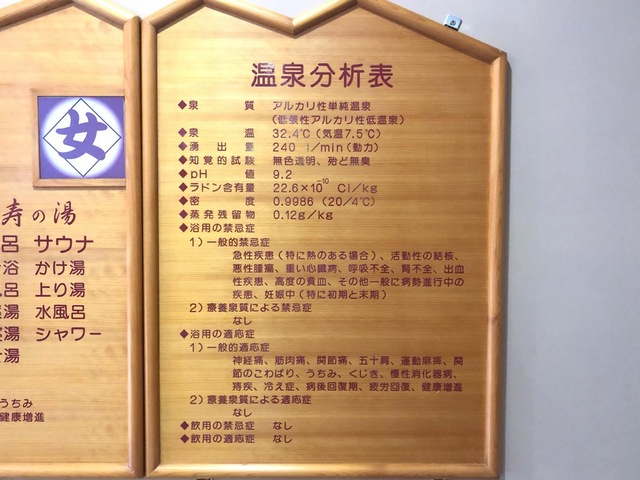 女
寿の湯
呂 サウナ
浴 かけ湯
呂 上り湯
湯 水風呂
湯 シャワー
湯
うちみ
健康増進
温泉分析表
◆泉　　質 アルカリ性単純温泉
(低張性アルカリ性低温泉)
◆泉　　温 32.4℃(気温7.5℃)
◆湧 出 量 240 l/min(動力)
◆知覚的試験 無色透明、殆ど無臭
◆pH　　値 9.2
◆ラドン含有量 22.6×10⁻¹⁰ Ci/kg
◆密　　度 0.9986 (20/4℃)
◆蒸発残留物 0.12g/kg
◆浴用の禁忌症
1)一般的禁忌症
急性疾患(特に熱のある場合)、活動性の結核、
悪性腫瘍、重い心臓病、呼吸不全、腎不全、出血
性疾患、高度の貧血、その他一般に病勢進行中の
疾患、妊娠中(特に初期と末期)
2)療養泉質による禁忌症
なし
◆浴用の適応症
1)一般的適応症
神経痛、筋肉痛、関節痛、五十肩、運動麻痺、関
節のこわばり、うちみ、くじき、慢性消化器病、
痔疾、冷え症、病後回復期、疲労回復、健康増進
2)療養泉質による適応症
なし
◆飲用の禁忌症 なし
◆飲用の適応症 なし